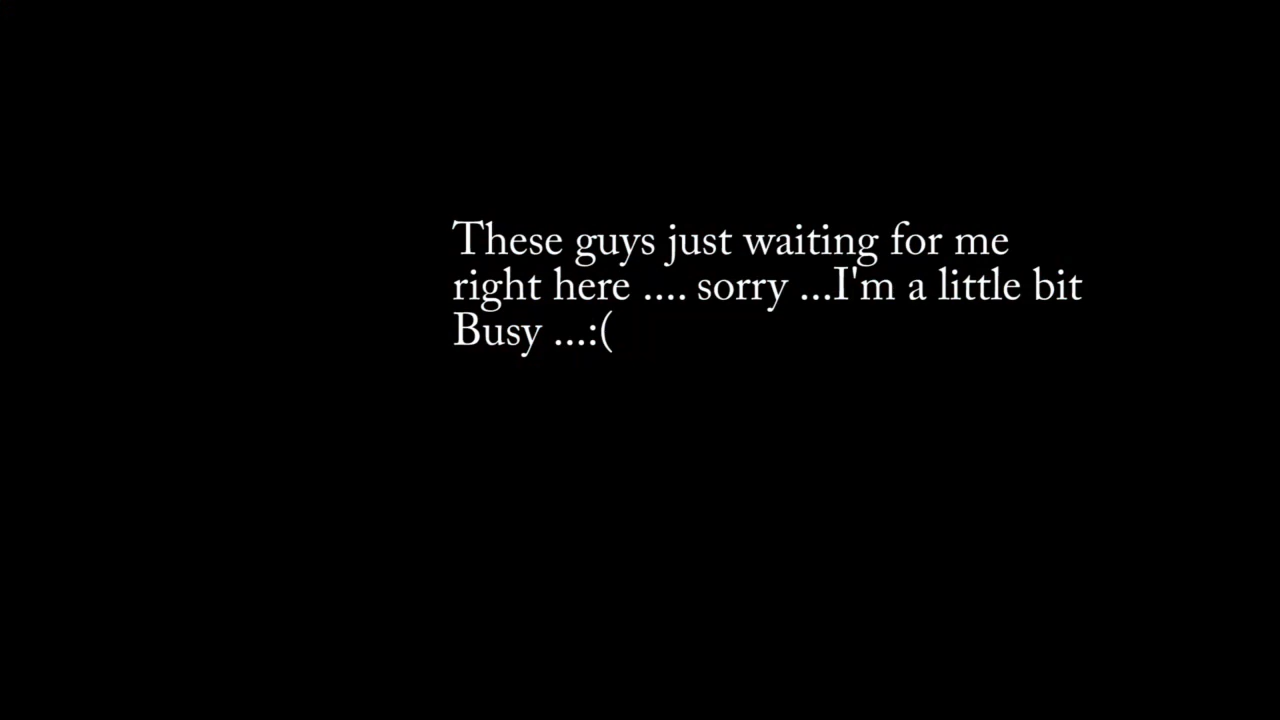 These guys just waiting for me
right here .... sorry ...I'm a little bit
Busy ...:(